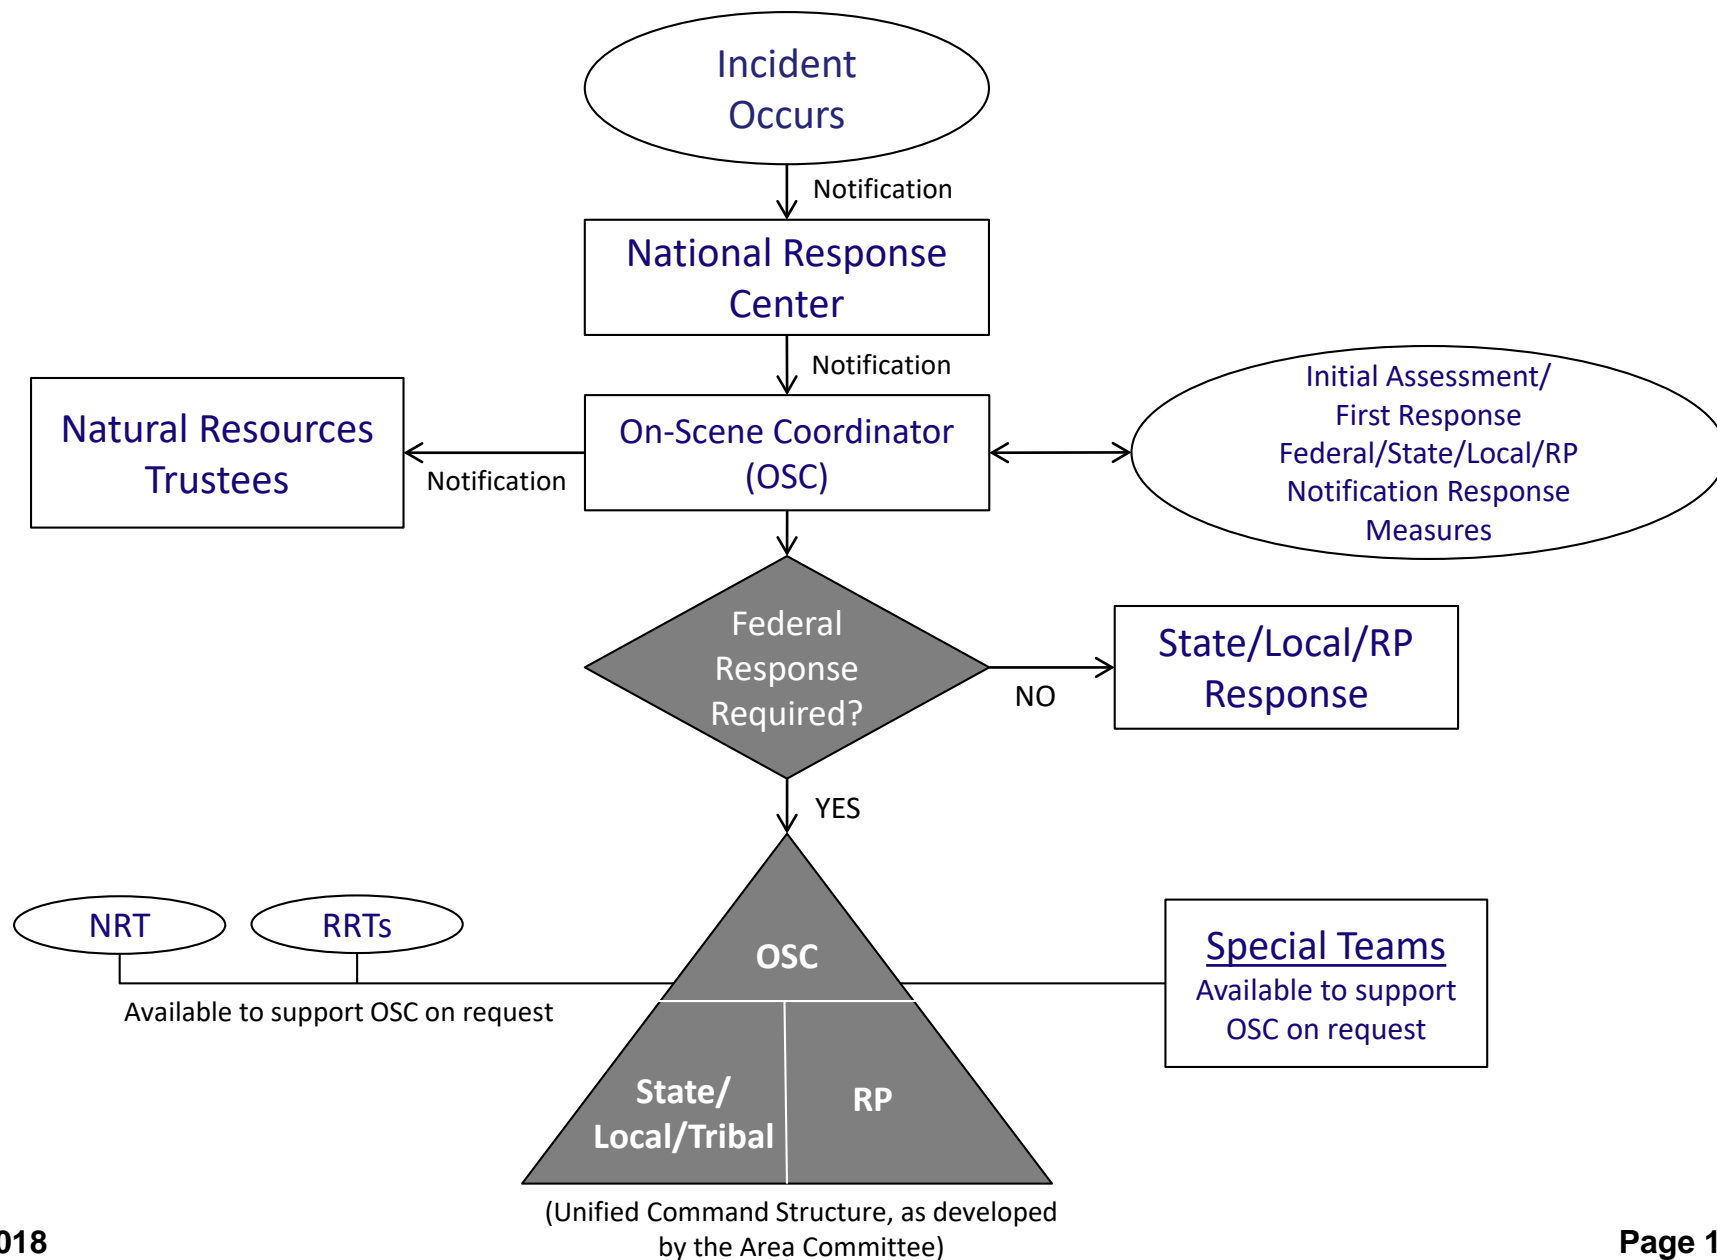 Incident
Occurs
Notification
National Response
Center
Notification
Natural Resources
Trustees
Notification
On-Scene Coordinator
(OSC)
Initial Assessment/
First Response
Federal/State/Local/RP
Notification Response
Measures
Federal
Response
Required?
NO
State/Local/RP
Response
YES
NRT
RRTs
Available to support OSC on request
OSC
State/
Local/Tribal
RP
Special Teams
Available to support
OSC on request
(Unified Command Structure, as developed
by the Area Committee)
018
Page 1